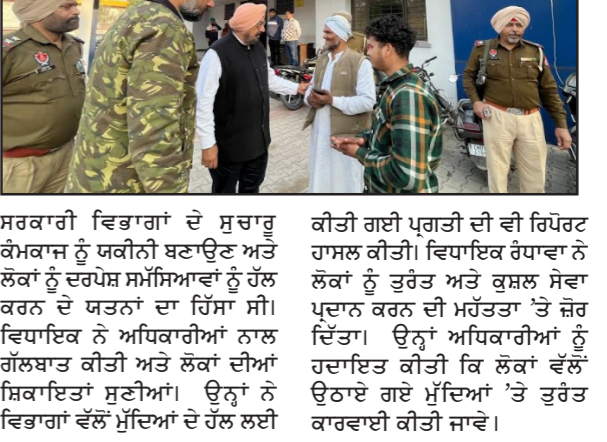 ਸਰਕਾਰੀ ਵਿਭਾਗਾਂ ਦੇ ਸੁਚਾਰੂ
ਕੰਮਕਾਜ ਨੂੰ ਯਕੀਨੀ ਬਣਾਉਣ ਅਤੇ
ਲੋਕਾਂ ਨੂੰ ਦਰਪੇਸ਼ ਸਮੱਸਿਆਵਾਂ ਨੂੰ ਹੱਲ
ਕਰਨ ਦੇ ਯਤਨਾਂ ਦਾ ਹਿੱਸਾ ਸੀ।
ਵਿਧਾਇਕ ਨੇ ਅਧਿਕਾਰੀਆਂ ਨਾਲ
ਗੱਲਬਾਤ ਕੀਤੀ ਅਤੇ ਲੋਕਾਂ ਦੀਆਂ
ਸ਼ਿਕਾਇਤਾਂ ਸੁਣੀਆਂ। ਉਨ੍ਹਾਂ ਨੇ
ਵਿਭਾਗਾਂ ਵੱਲੋਂ ਮੁੱਦਿਆਂ ਦੇ ਹੱਲ ਲਈ
ਕੀਤੀ ਗਈ ਪ੍ਰਗਤੀ ਦੀ ਵੀ ਰਿਪੋਰਟ
ਹਾਸਲ ਕੀਤੀ। ਵਿਧਾਇਕ ਰੰਧਾਵਾ ਨੇ
ਲੋਕਾਂ ਨੂੰ ਤੁਰੰਤ ਅਤੇ ਕੁਸ਼ਲ ਸੇਵਾ
ਪ੍ਰਦਾਨ ਕਰਨ ਦੀ ਮਹੱਤਤਾ ’ਤੇ ਜ਼ੋਰ
ਦਿੱਤਾ। ਉਨ੍ਹਾਂ ਅਧਿਕਾਰੀਆਂ ਨੂੰ
ਹਦਾਇਤ ਕੀਤੀ ਕਿ ਲੋਕਾਂ ਵੱਲੋਂ
ਉਠਾਏ ਗਏ ਮੁੱਦਿਆਂ ’ਤੇ ਤੁਰੰਤ
ਕਾਰਵਾਈ ਕੀਤੀ ਜਾਵੇ।